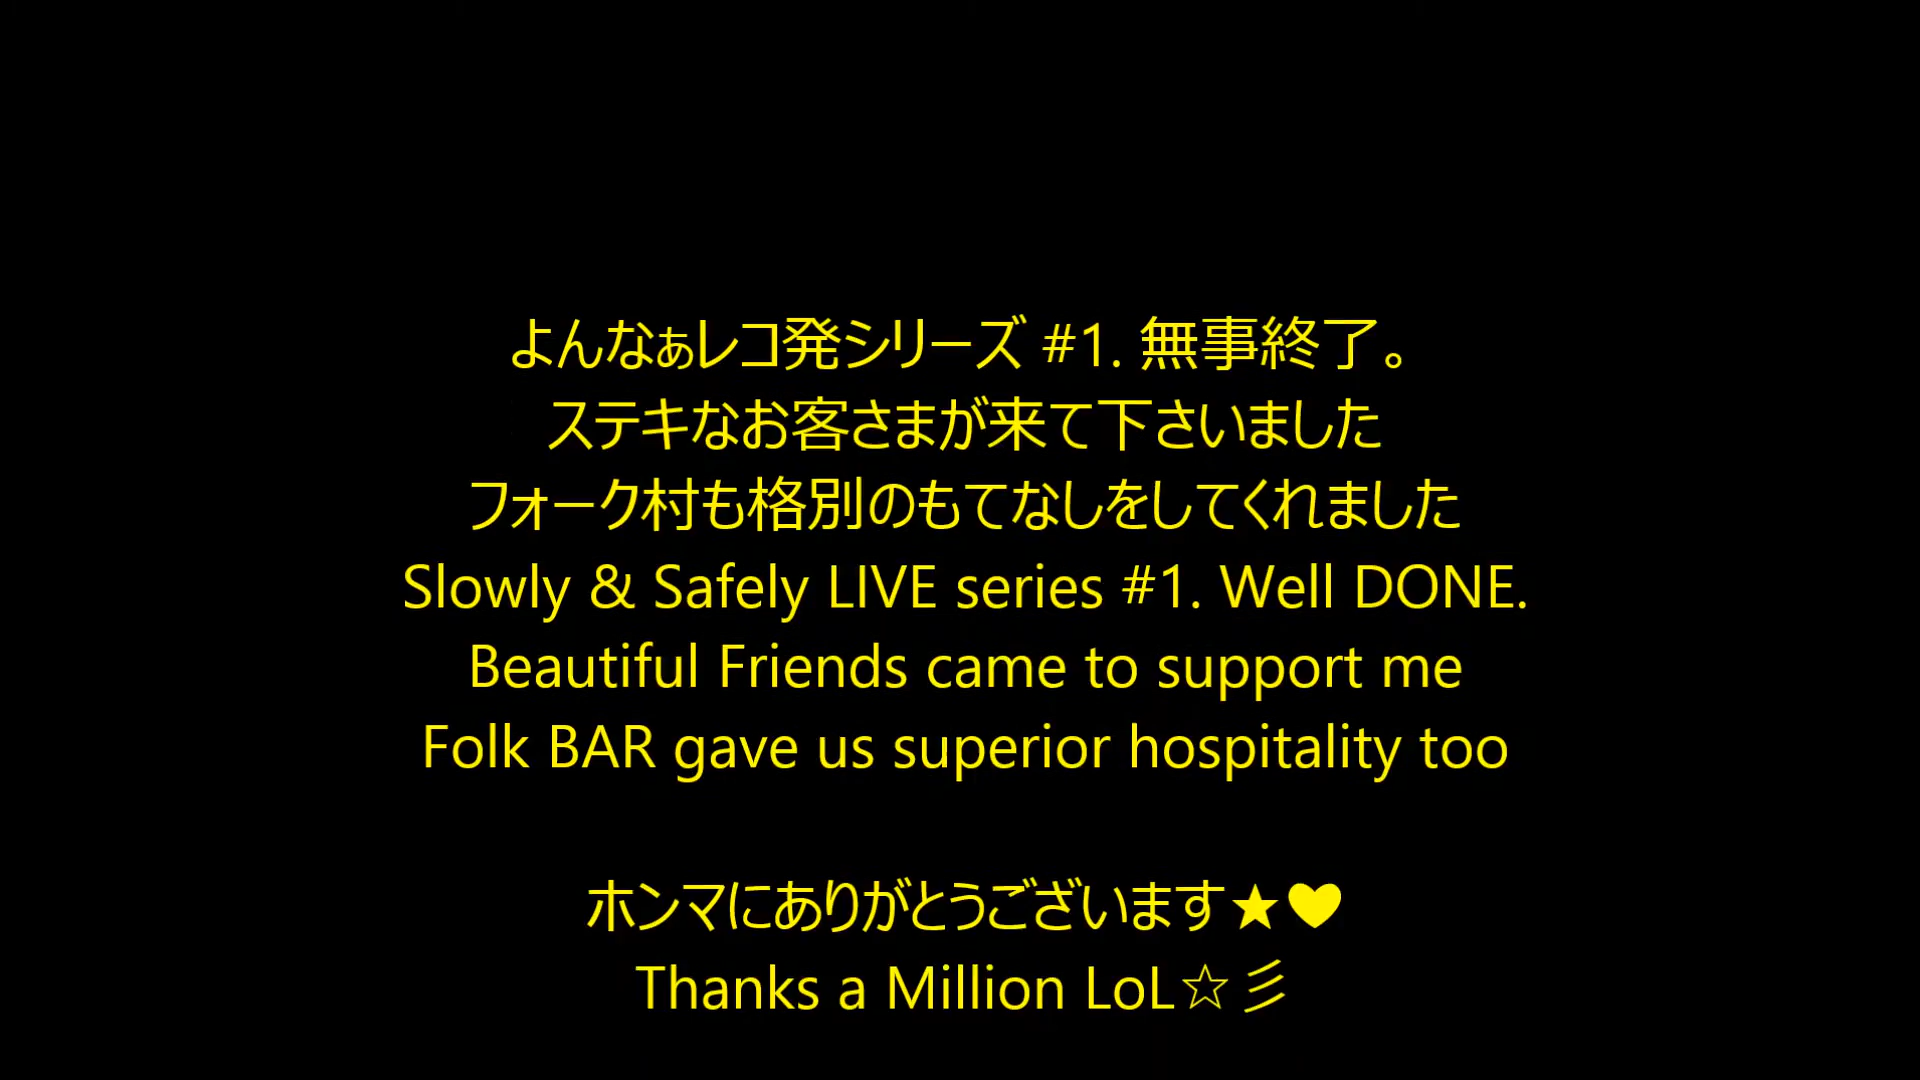 よんなぁレコ発シリーズ #1. 無事終了。
ステキなお客さまが来て下さいました
フォーク村も格別のもてなしをしてくれました
Slowly & Safely LIVE series #1. Well DONE.
Beautiful Friends came to support me
Folk BAR gave us superior hospitality too
ホンマにありがとうございます★♥
Thanks a Million LoL☆彡